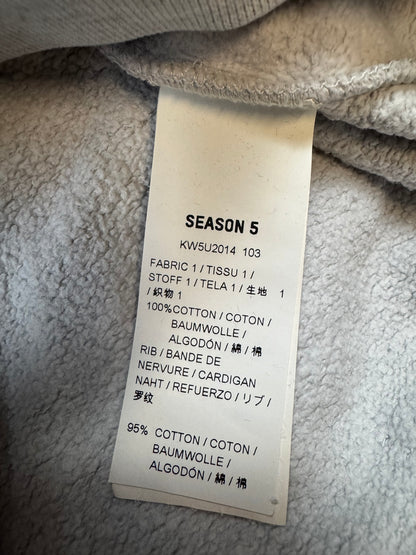 SEASON 5
KW5U2014 103
FABRIC 1 / TISSU 1 /
STOFF 1 / TELA 1 / 生地 1
/ 织物 1
100%COTTON / COTON /
BAUMWOLLE /
ALGODÓN / 綿 / 棉
RIB / BANDE DE
NERVURE / CARDIGAN
NAHT / REFUERZO / リブ /
罗纹
95% COTTON / COTON /
BAUMWOLLE /
ALGODÓN / 綿 / 棉